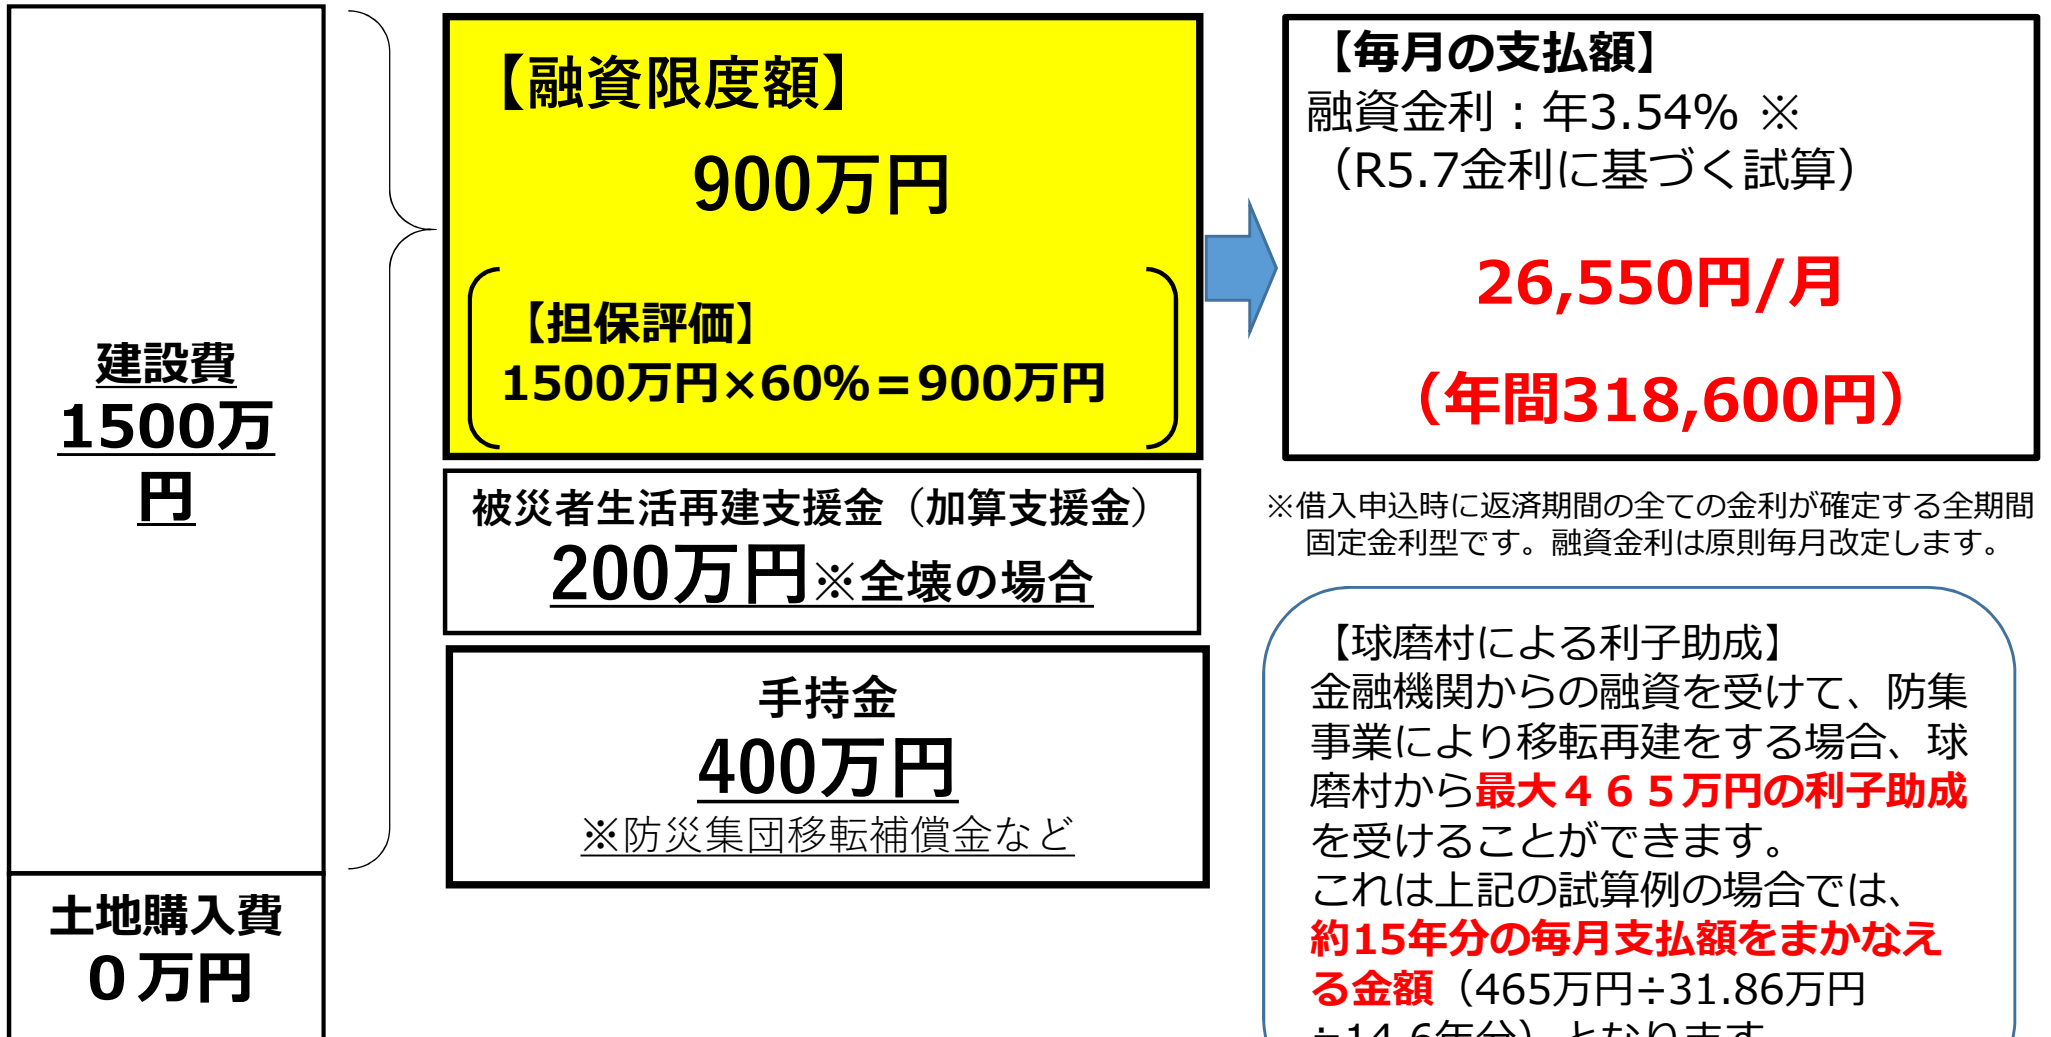 建設費
1500万
円
土地購入費
０万円
【融資限度額】
900万円
【担保評価】
1500万円×60%＝900万円
被災者生活再建支援金（加算支援金）
200万円※全壊の場合
手持金
400万円
※防災集団移転補償金など
【毎月の支払額】
融資金利：年3.54% ※
（R5.7金利に基づく試算）
26,550円/月
（年間318,600円）
※借入申込時に返済期間の全ての金利が確定する全期間
固定金利型です。融資金利は原則毎月改定します。
【球磨村による利子助成】
金融機関からの融資を受けて、防集
事業により移転再建をする場合、球
磨村から最大４６５万円の利子助成
を受けることができます。
これは上記の試算例の場合では、
約15年分の毎月支払額をまかなえ
る金額（465万円÷31.86万円
14.6年分）となります